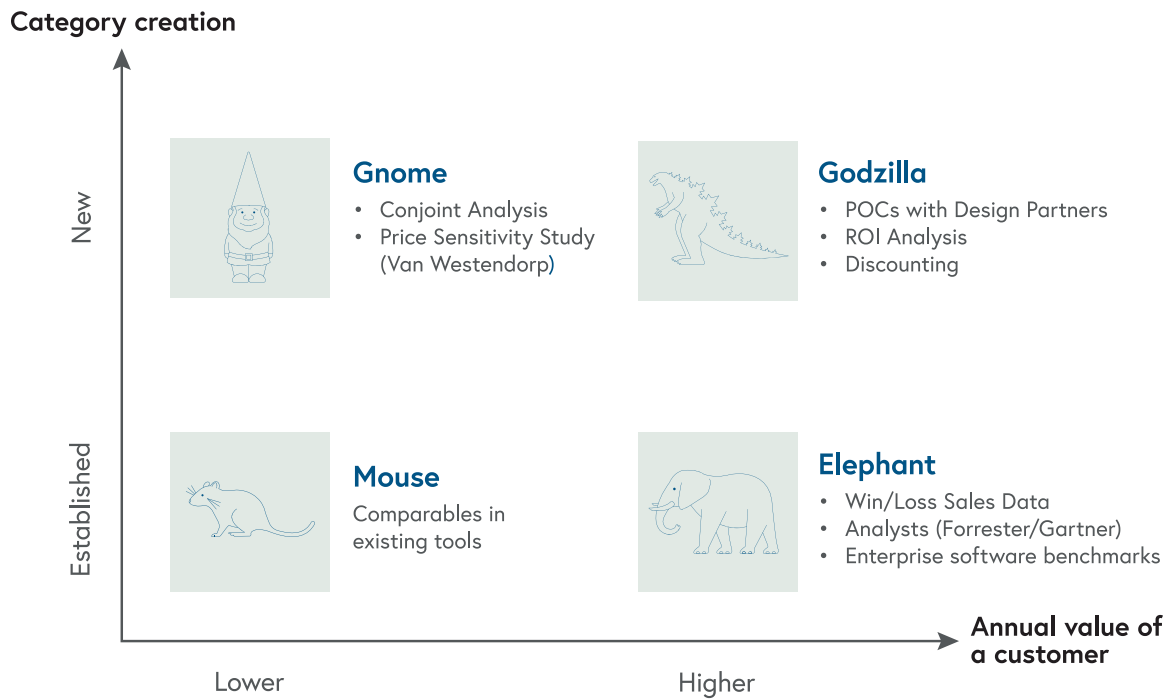 Category creation
New
Gnome
• Conjoint Analysis
• Price Sensitivity Study
(Van Westendorp)
Godzilla
• POCs with Design Partners
• ROI Analysis
• Discounting
Established
Mouse
Comparables in
existing tools
Elephant
• Win/Loss Sales Data
• Analysts (Forrester/Gartner)
• Enterprise software benchmarks
Annual value of
a customer
Lower
Higher